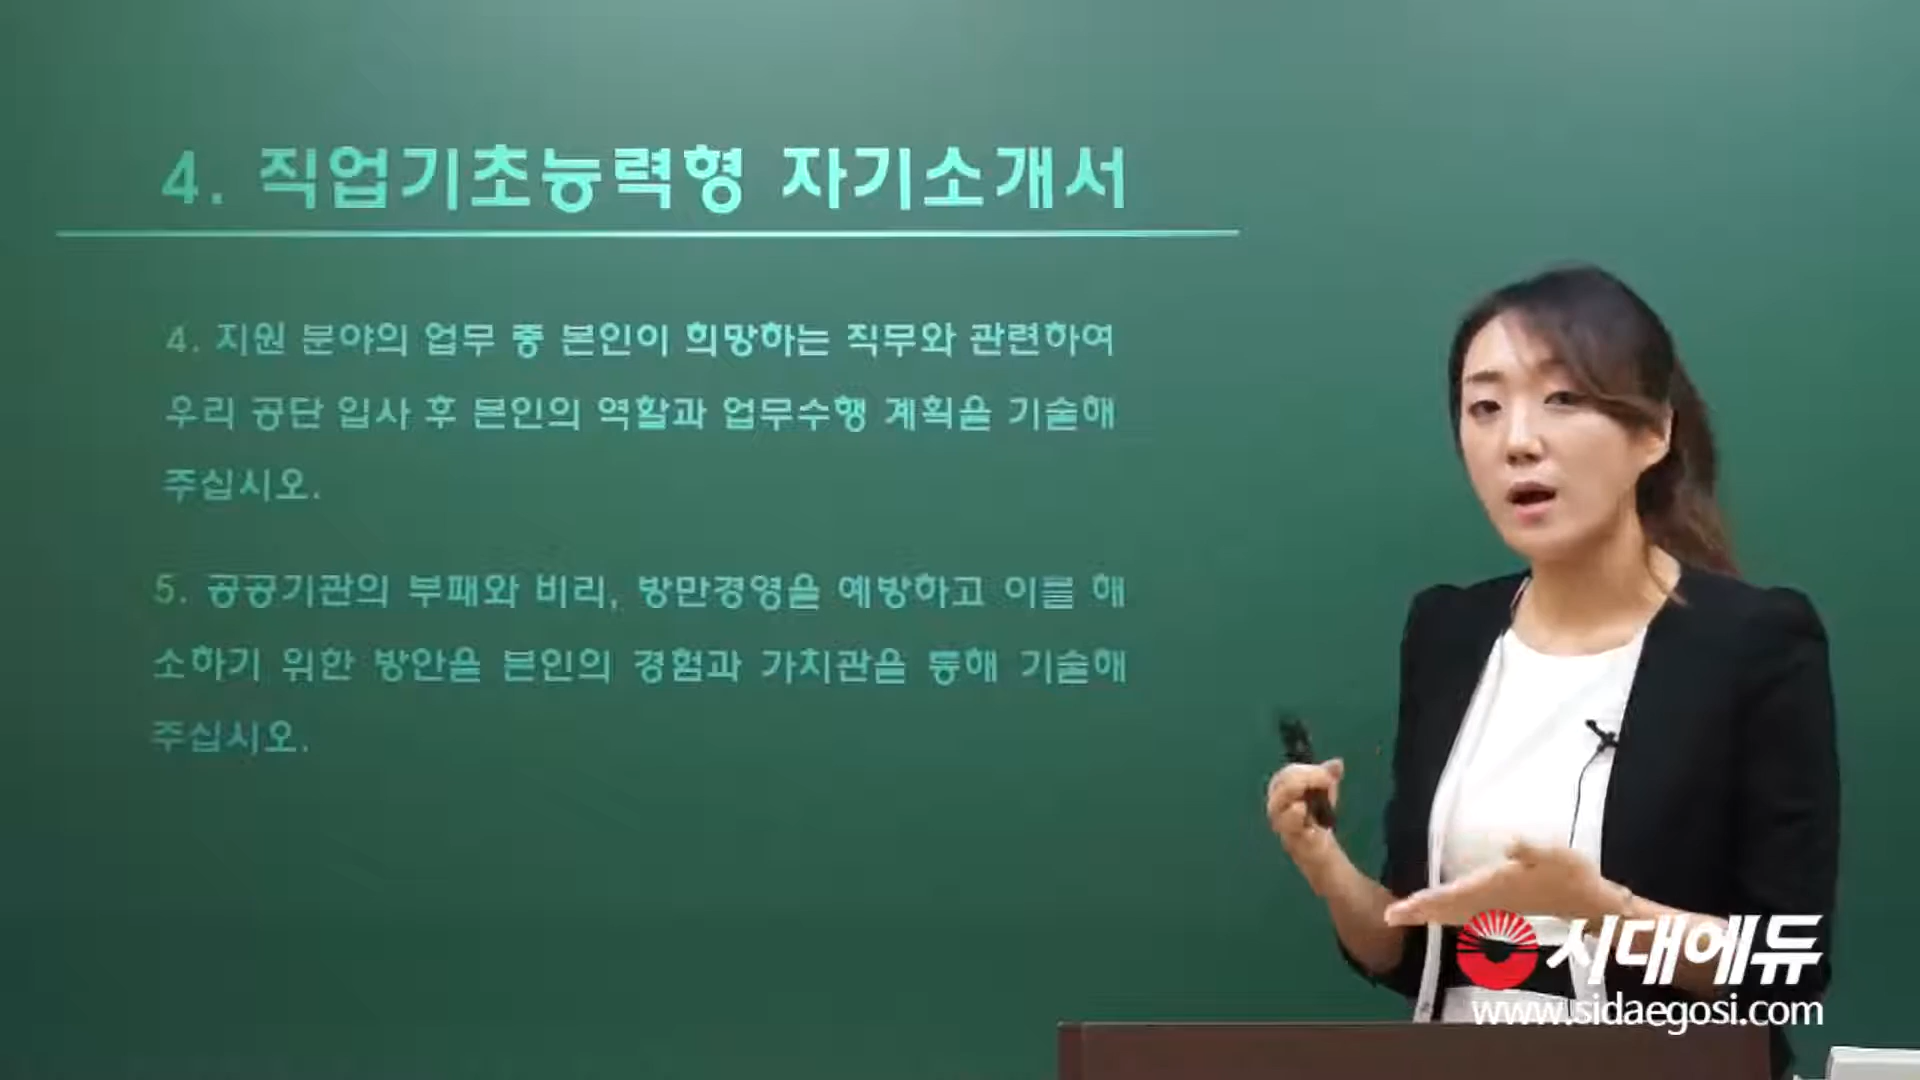 4. 직업기초능력형 자기소개서
4. 지원 분야의 업무 중 본인이 희망하는 직무와 관련하여
우리 공단 입사 후 본인의 역할과 업무수행 계획을 기술해
주십시오.
5. 공공기관의 부패와 비리, 방만경영을 예방하고 이를 해
소하기 위한 방안을 본인의 경험과 가치관을 통해 기술해
주십시오.
시대에듀
www.sidaegosi.com